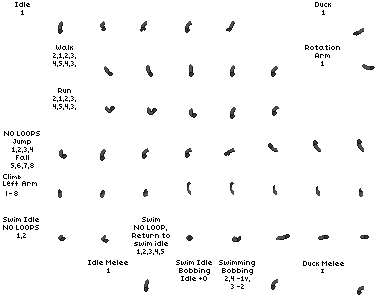 Idle
1
Duck
1
Walk
2,1,2,3,
4,5,4,3,
Rotation
Arm
1
Run
2,1,2,3,
4,5,4,3,
NO LOOPS
Jump
1,2,3,4
Fall
5,6,7,8
Climb
Left Arm
1-8
Swim Idle
NO LOOPS
1,2
Swim
NO LOOP,
Return to
swim idle
1,2,3,4,5
Swim Idle
Bobbing
Idle +0
Swimming
Bobbing
2,4 -1v,
3 -2
Idle Melee
1
Duck Melee
1